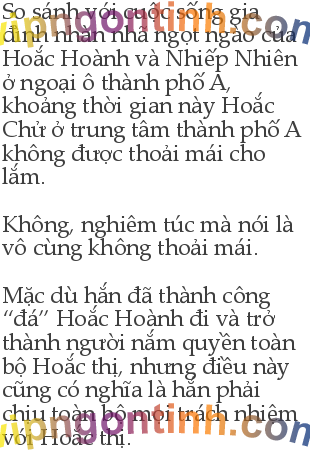 So sánh với cuộc sống gia
đình nhàn nhã ngọt ngào của
Hoắc Hoành và Nhiếp Nhiên
ở ngoại ô thành phố A,
khoảng thời gian này Hoắc
Chử ở trung tâm thành phố A
không được thoải mái cho
lắm.
Không, nghiêm túc mà nói là
vô cùng không thoải mái.
Mặc dù hắn đã thành công
“đá” Hoắc Hoành đi và trở
thành người nắm quyền toàn
bộ Hoắc thị, nhưng điều này
cũng có nghĩa là hắn phải
chịu toàn bộ mọi trách nhiệm
với Hoắc thị.
vipngontinh.com
vipngontinh.com